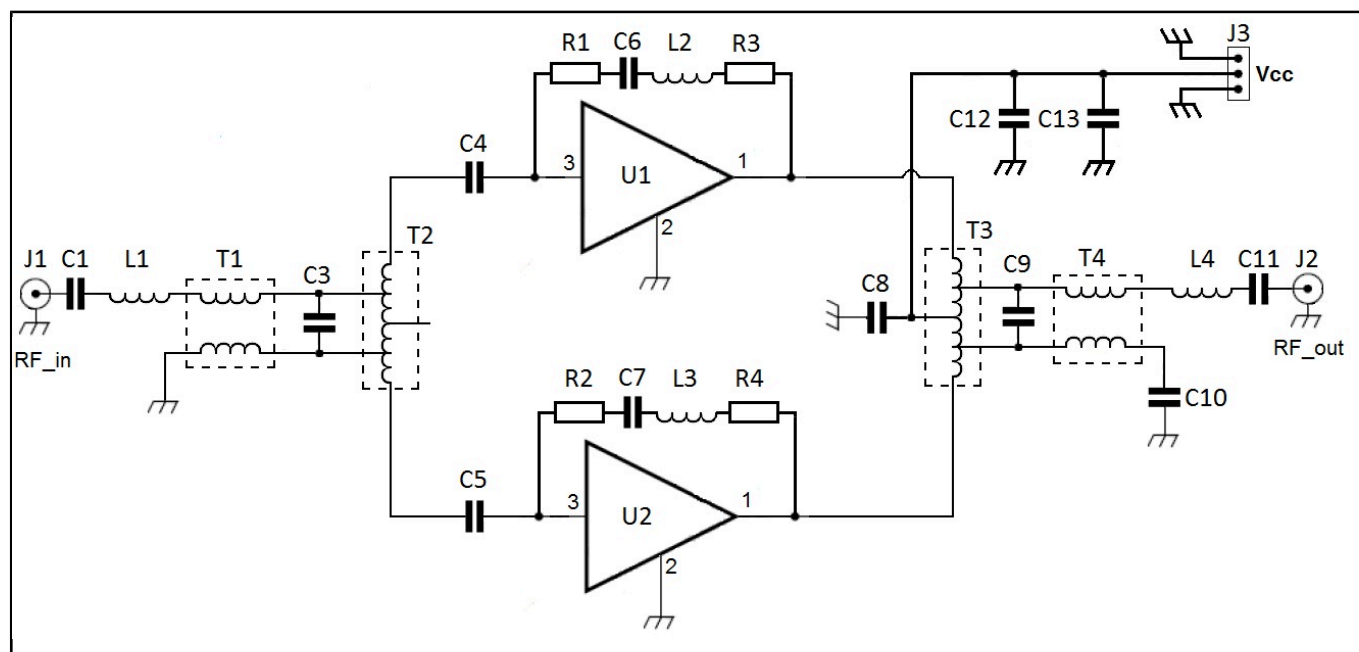 R1 C6 L2 R3
J3
Vcc
C12 C13
C4
3 U1 1
2
T2
T3
J1 C1 L1 T1 C3
C8
C9 T4 L4 C11 J2
RF_in
RF_out
R2 C7 L3 R4
C10
C5
3 U2 1
2